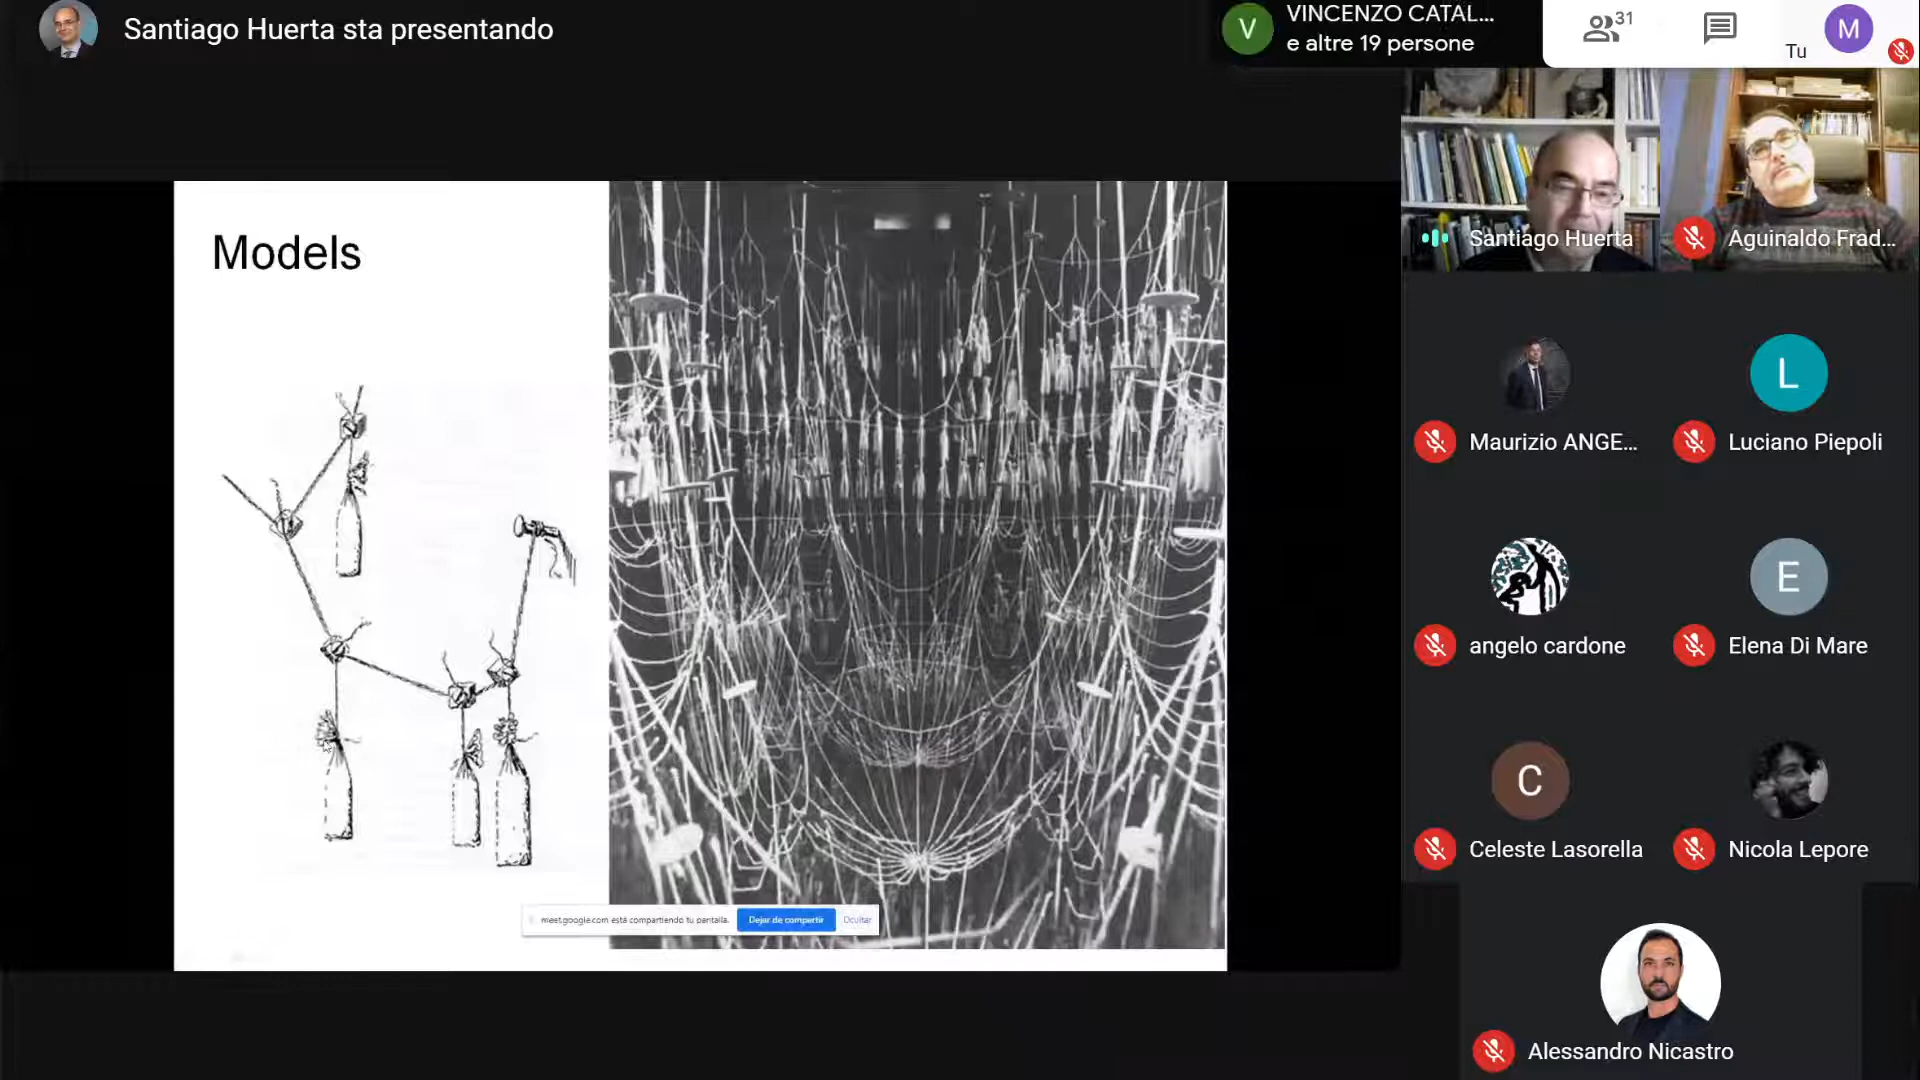 Santiago Huerta sta presentando
V
VINCENZO CATAL...
e altre 19 persone
31
Tu
M
Models
Santiago Huerta
Aguinaldo Frad...
L
Maurizio ANGE...
Luciano Piepoli
E
angelo cardone
Elena Di Mare
C
Celeste Lasorella
Nicola Lepore
meet.google.com está compartiendo tu pantalla.
Dejar de compartir
Ocultar
Alessandro Nicastro